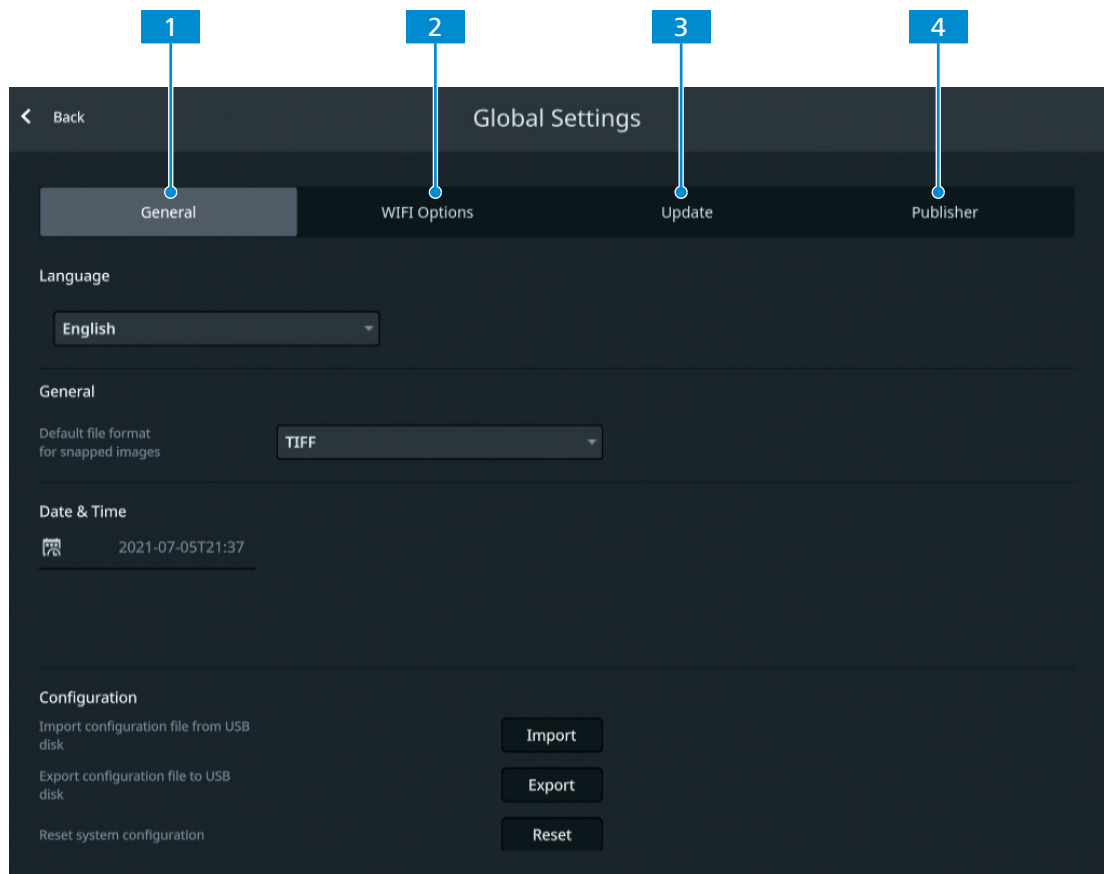 1 2 3 4
Back Global Settings
General WIFI Options Update Publisher
Language
English
General
Default file format
for snapped images
TIFF
Date & Time
2021-07-05T21:37
Configuration
Import configuration file from USB
disk
Import
Export configuration file to USB
disk
Export
Reset system configuration
Reset